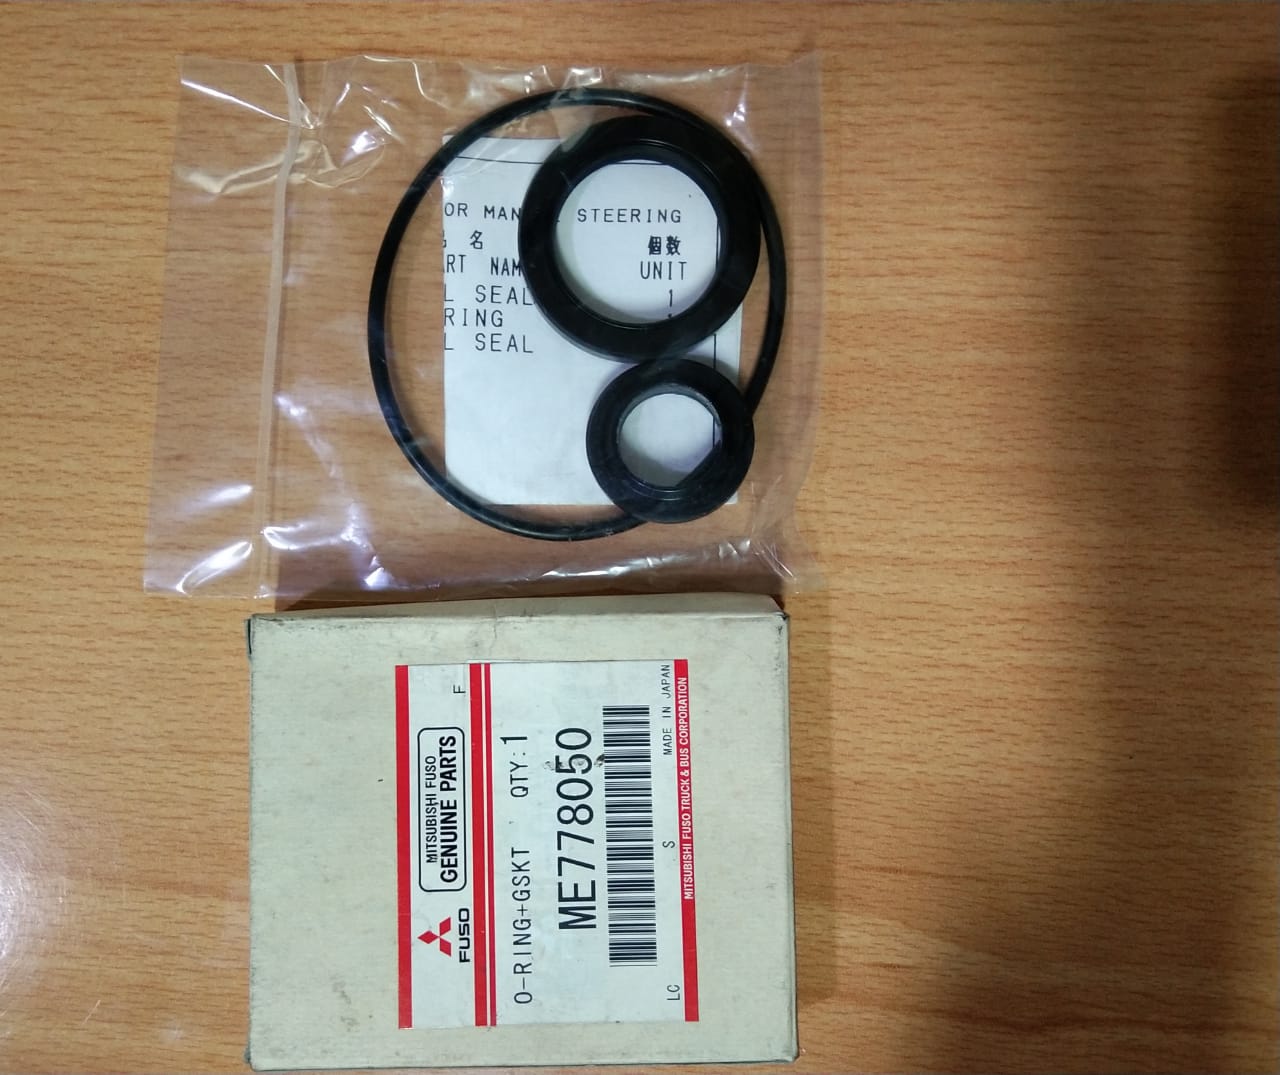 OR MAN STEERING
名 個数
ART NAM UNIT
L SEAL 1
RING
L SEAL
MITSUBISHI FUSO
GENUINE PARTS
F
FUSO
O-RING+GSKT QTY:1
ME778050
LC S MADE IN JAPAN
MITSUBISHI FUSO TRUCK & BUS CORPORATION